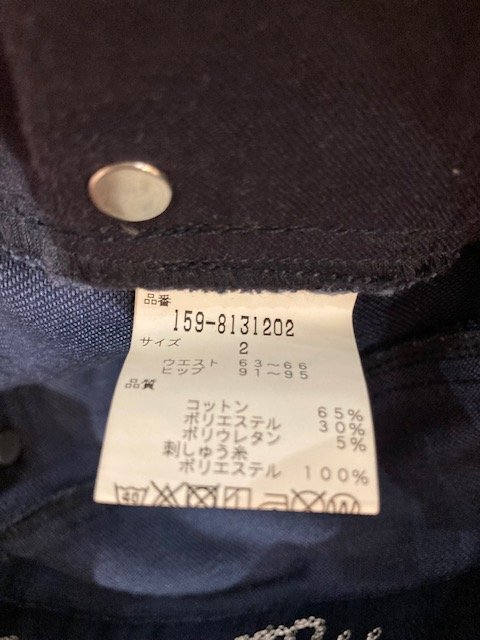 品番
159-8131202
サイズ 2
ウエスト 63〜66
ヒップ 91〜95
品質
コットン 65%
ポリエステル 30%
ポリウレタン 5%
刺しゅう糸
ポリエステル 100%
40
W